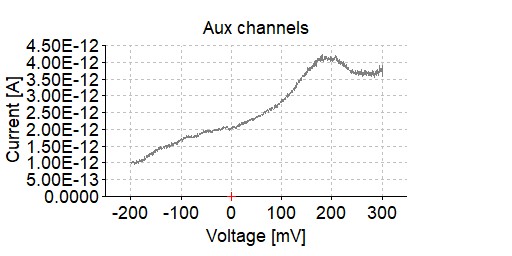 Aux channels
Current [A]
4.50E-12
4.00E-12
3.50E-12
3.00E-12
2.50E-12
2.00E-12
1.50E-12
1.00E-12
5.00E-13
0.0000
-200 -100 0 100 200 300
Voltage [mV]